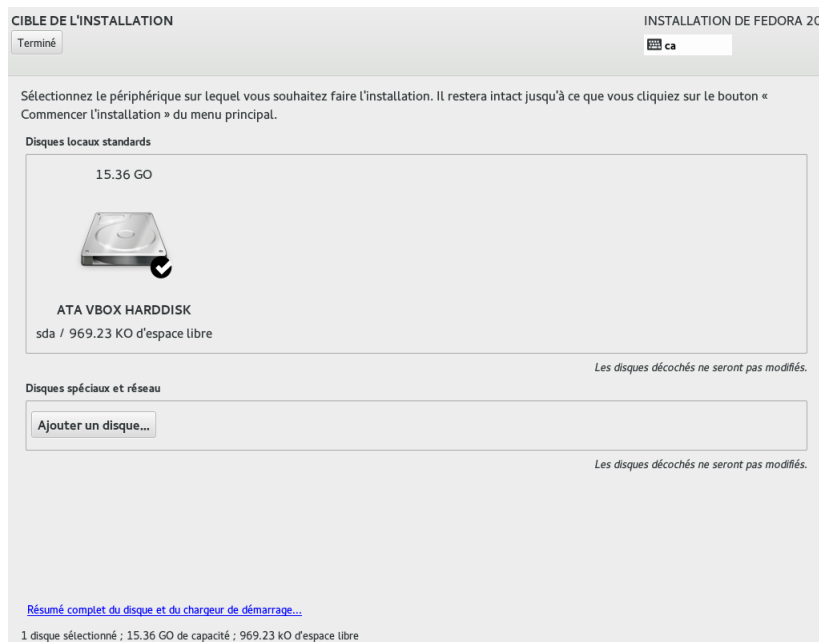 CIBLE DE L'INSTALLATION
INSTALLATION DE FEDORA 20
Terminé
ca
Sélectionnez le périphérique sur lequel vous souhaitez faire l'installation. Il restera intact jusqu'à ce que vous cliquiez sur le bouton «
Commencer l'installation » du menu principal.
Disques locaux standards
15.36 GO
ATA VBOX HARDDISK
sda / 969.23 KO d'espace libre
Les disques décochés ne seront pas modifiés.
Disques spéciaux et réseau
Ajouter un disque...
Les disques décochés ne seront pas modifiés.
Résumé complet du disque et du chargeur de démarrage...
1 disque sélectionné ; 15.36 GO de capacité ; 969.23 kO d'espace libre